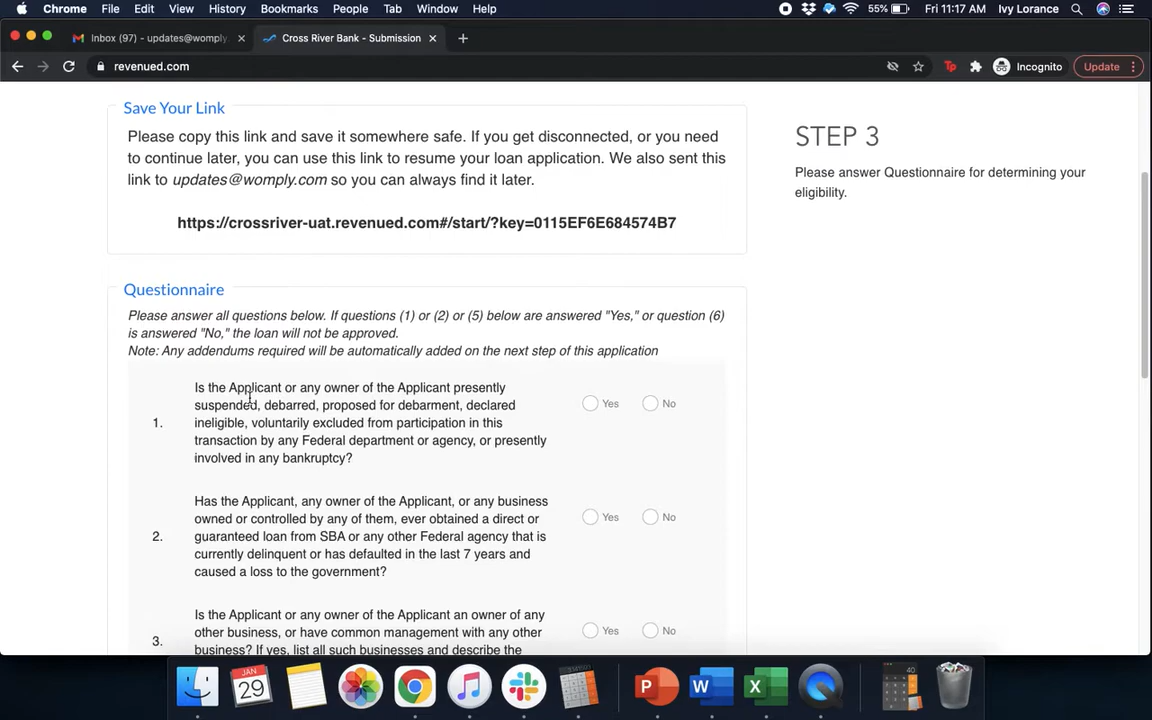 Chrome File Edit View History Bookmarks People Tab Window Help 55% Fri 11:17 AM Ivy Lorance
Inbox (97) - updates@womply. Cross River Bank - Submission
revenued.com Incognito Update
Save Your Link
Please copy this link and save it somewhere safe. If you get disconnected, or you need
to continue later, you can use this link to resume your loan application. We also sent this
link to updates@womply.com so you can always find it later.
https://crossriver-uat.revenued.com#/start/?key=0115EF6E684574B7
STEP 3
Please answer Questionnaire for determining your
eligibility.
Questionnaire
Please answer all questions below. If questions (1) or (2) or (5) below are answered "Yes," or question (6)
is answered "No," the loan will not be approved.
Note: Any addendums required will be automatically added on the next step of this application
1.
Is the Applicant or any owner of the Applicant presently
suspended, debarred, proposed for debarment, declared
ineligible, voluntarily excluded from participation in this
transaction by any Federal department or agency, or presently
involved in any bankruptcy?
Yes No
2.
Has the Applicant, any owner of the Applicant, or any business
owned or controlled by any of them, ever obtained a direct or
guaranteed loan from SBA or any other Federal agency that is
currently delinquent or has defaulted in the last 7 years and
caused a loss to the government?
Yes No
3.
Is the Applicant or any owner of the Applicant an owner of any
other business, or have common management with any other
business? If yes, list all such businesses and describe the
Yes No
JAN
29
P W X
40